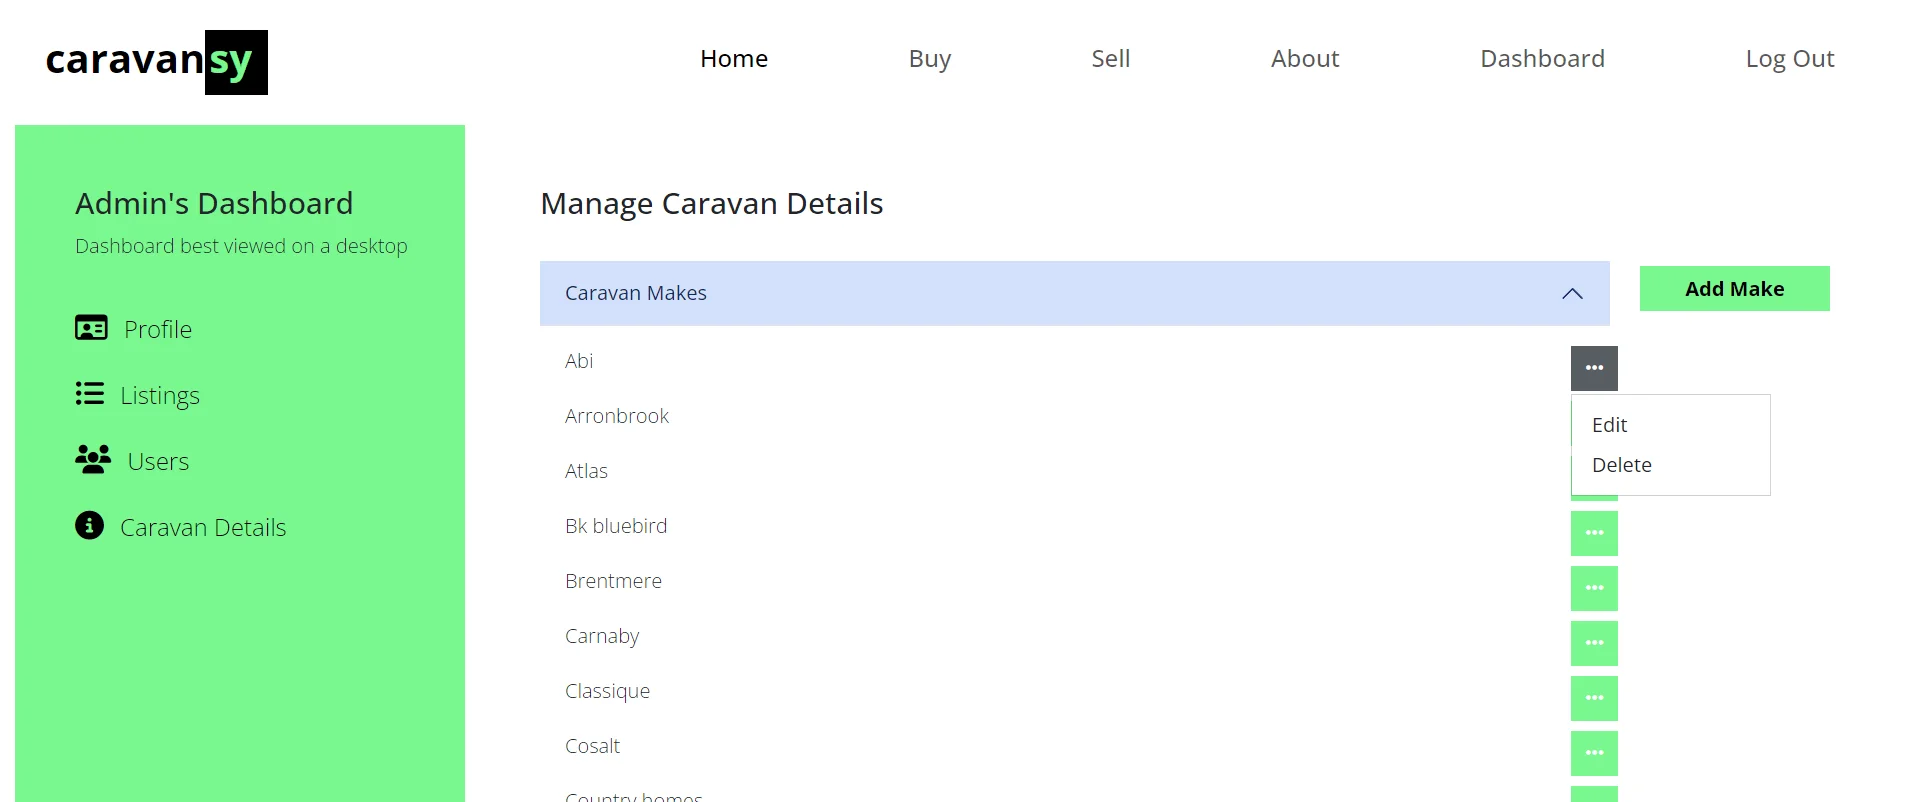 caravansy
Home Buy Sell About Dashboard Log Out
Admin's Dashboard
Dashboard best viewed on a desktop
Profile
Listings
Users
Caravan Details
Manage Caravan Details
Caravan Makes
Add Make
Abi
Edit
Delete
Arronbrook
Atlas
Bk bluebird
Brentmere
Carnaby
Classique
Cosalt
Country homes